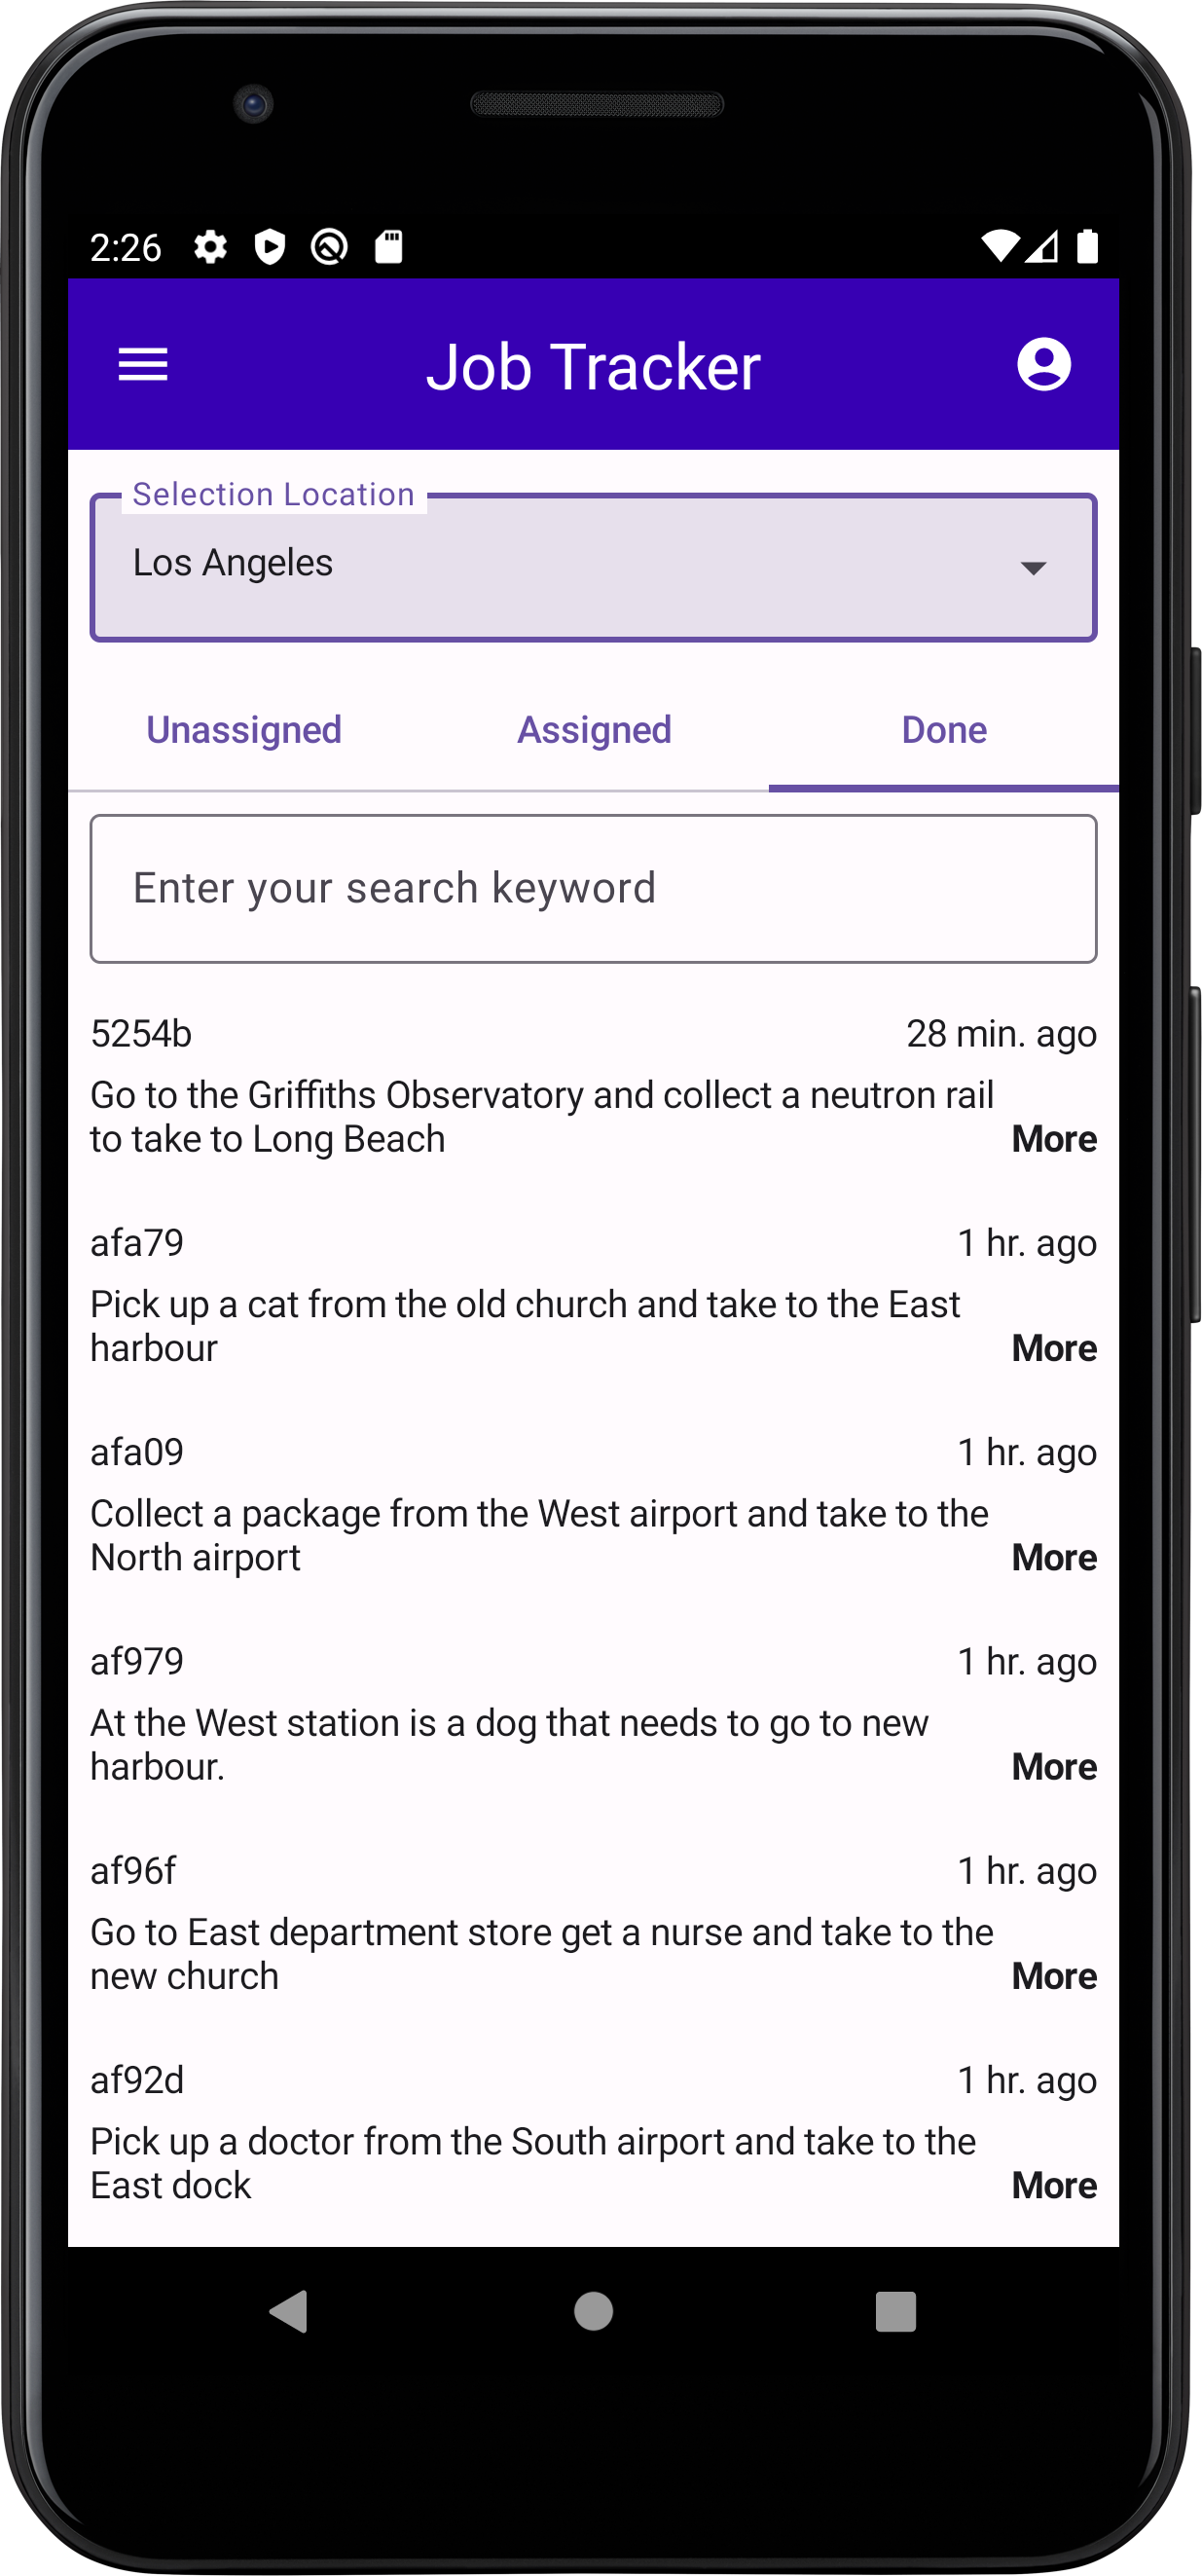 2:26
Job Tracker
Selection Location
Los Angeles
Unassigned Assigned Done
Enter your search keyword
5254b 28 min. ago
Go to the Griffiths Observatory and collect a neutron rail
to take to Long Beach More
afa79 1 hr. ago
Pick up a cat from the old church and take to the East
harbour More
afa09 1 hr. ago
Collect a package from the West airport and take to the
North airport More
af979 1 hr. ago
At the West station is a dog that needs to go to new
harbour. More
af96f 1 hr. ago
Go to East department store get a nurse and take to the
new church More
af92d 1 hr. ago
Pick up a doctor from the South airport and take to the
East dock More